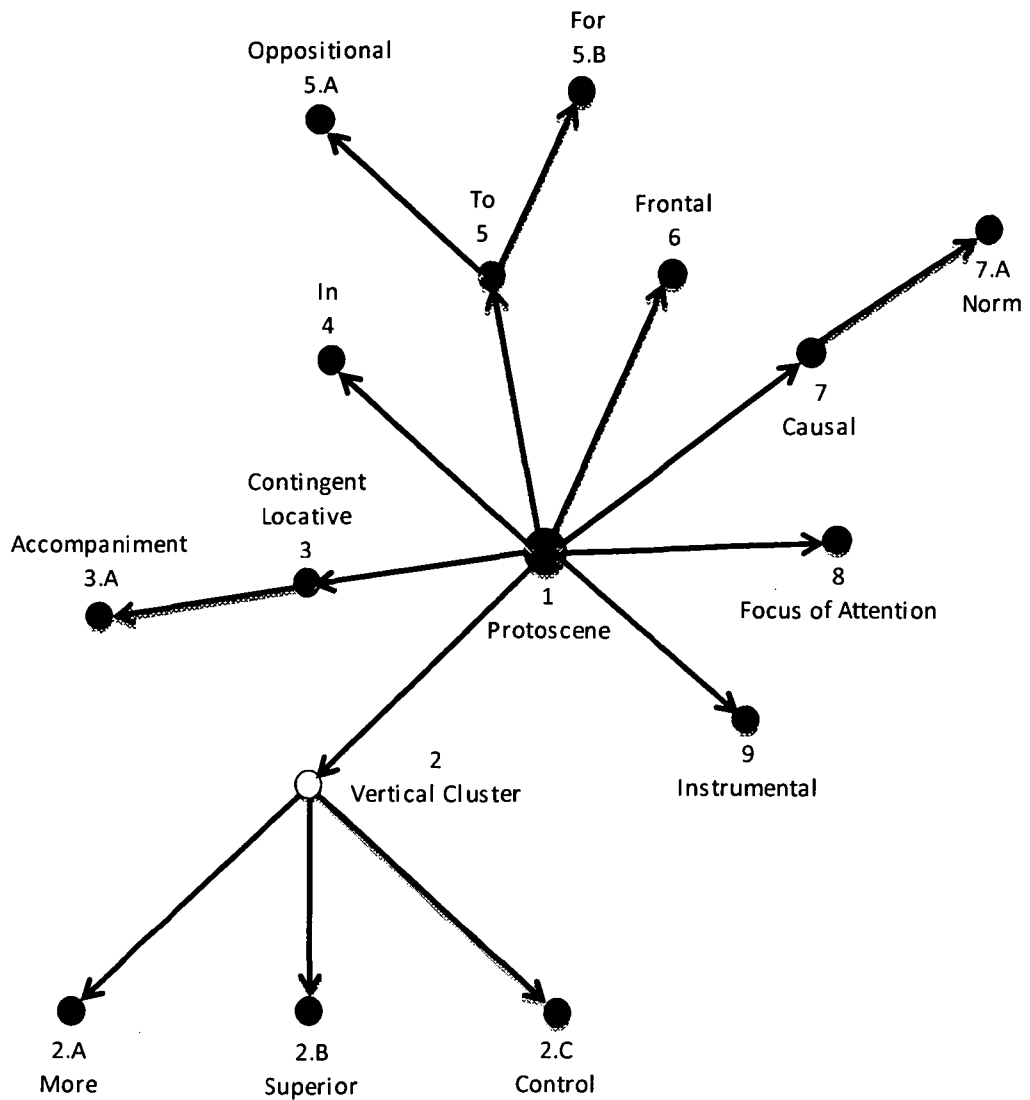 For
5.B
Oppositional
5.A
To
5
Frontal
6
7.A
Norm
In
4
7
Causal
Contingent
Locative
3
Accompaniment
3.A
1
Protoscene
8
Focus of Attention
9
Instrumental
2
Vertical Cluster
2.A
More
2.B
Superior
2.C
Control